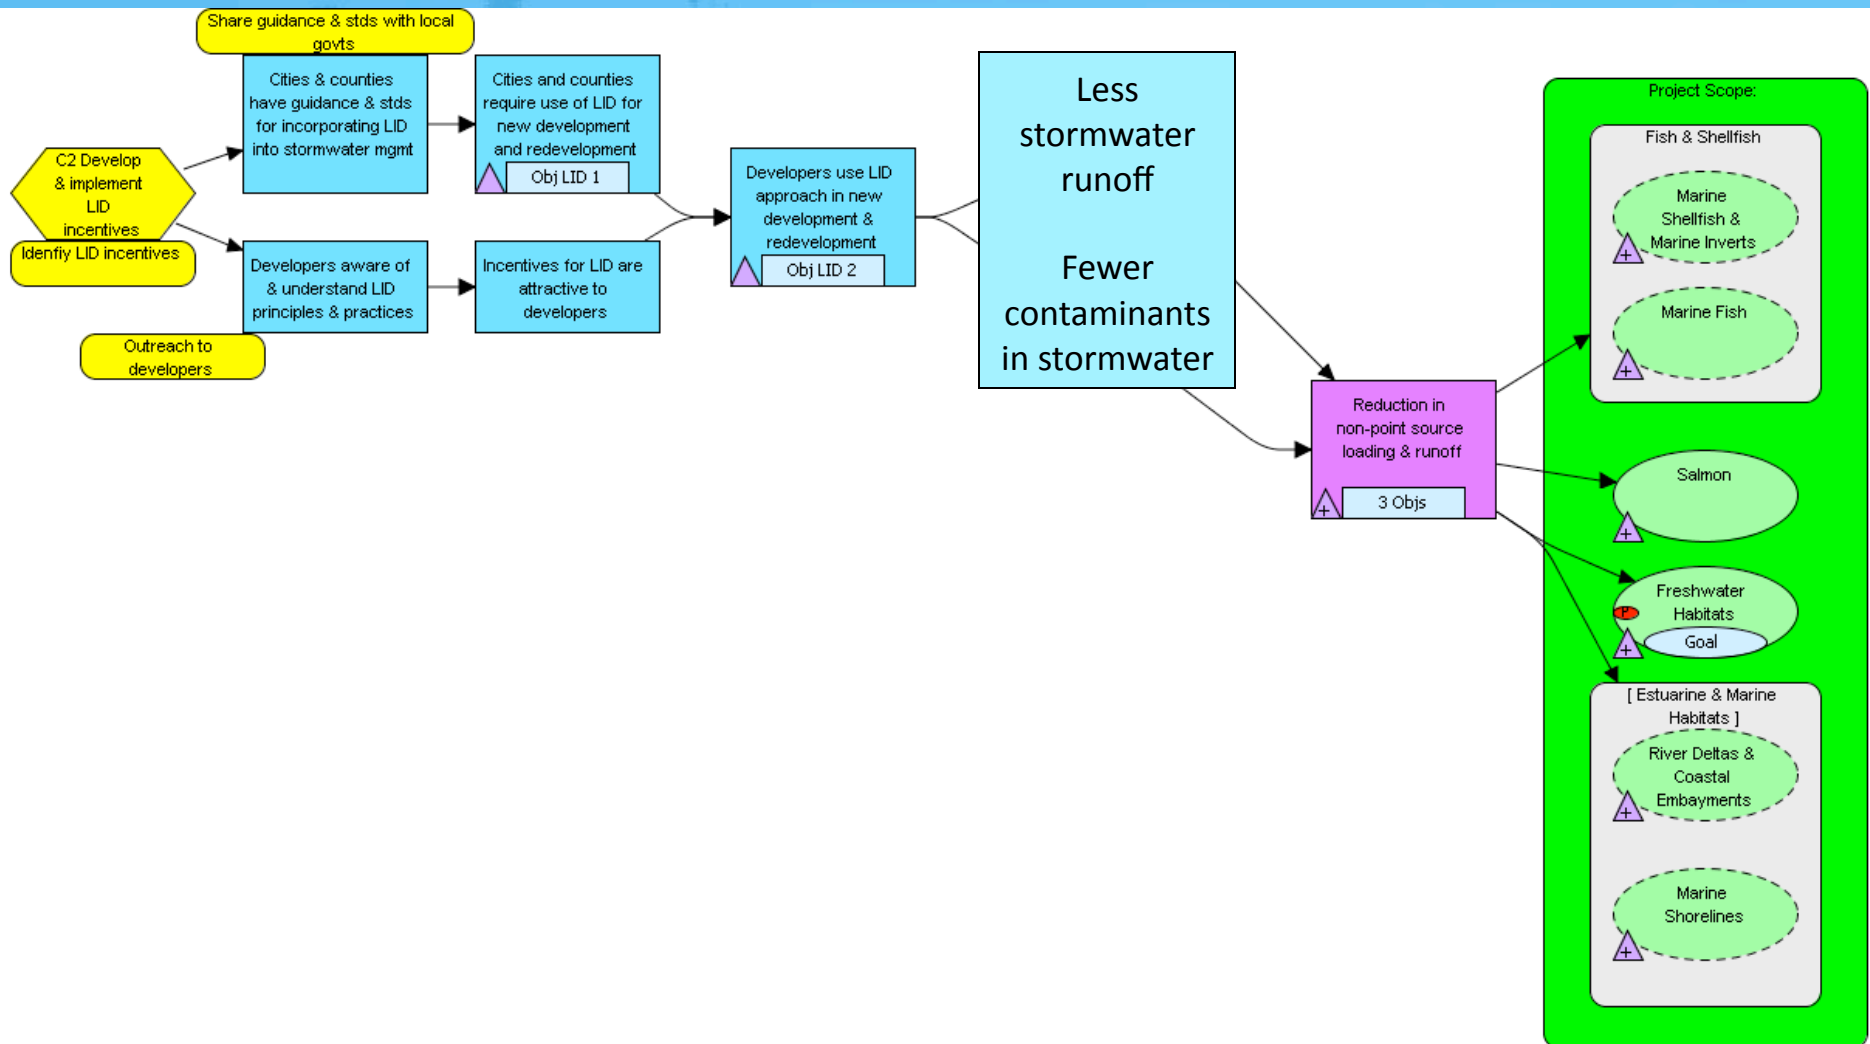 Share guidance & stds with local
govts
Cities & counties
have guidance & stds
for incorporating LID
into stormwater mgmt
Cities and counties
require use of LID for
new development
and redevelopment
Obj LID 1
C2 Develop
& implement
LID
incentives
Idenfiy LID incentives
Developers aware of
& understand LID
principles & practices
Incentives for LID are
attractive to
developers
Outreach to
developers
Developers use LID
approach in new
development &
redevelopment
Obj LID 2
Less
stormwater
runoff
Fewer
contaminants
in stormwater
Reduction in
non-point source
loading & runoff
+
3 Objs
Project Scope:
Fish & Shellfish
Marine
Shellfish &
Marine Inverts
+
Marine Fish
+
Salmon
+
Freshwater
Habitats
P
Goal
+
[ Estuarine & Marine
Habitats ]
River Deltas &
Coastal
Embayments
+
Marine
Shorelines
+